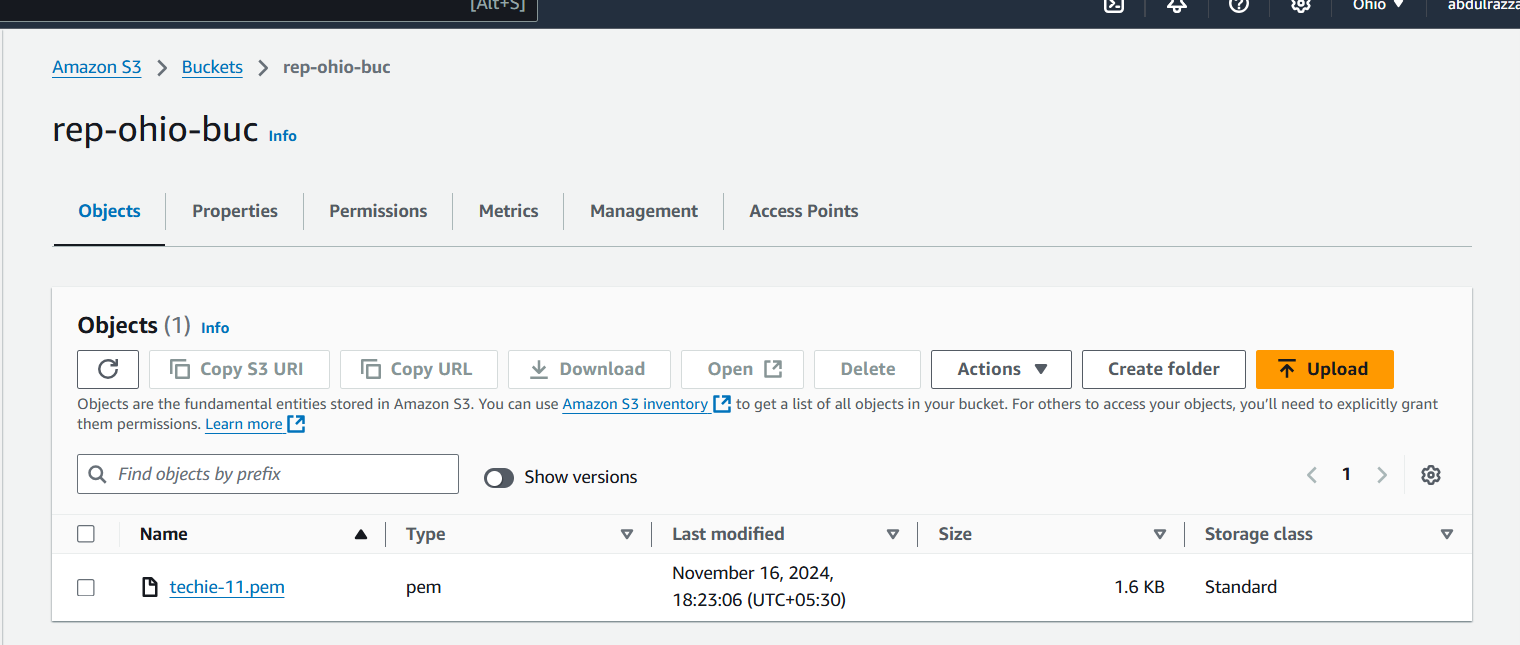 [Alt+S]
Ohio
Amazon S3 > Buckets > rep-ohio-buc
rep-ohio-buc Info
Objects Properties Permissions Metrics Management Access Points
Objects (1) Info
Copy S3 URI Copy URL Download Open Delete Actions Create folder Upload
Objects are the fundamental entities stored in Amazon S3. You can use Amazon S3 inventory to get a list of all objects in your bucket. For others to access your objects, you'll need to explicitly grant
them permissions. Learn more
Find objects by prefix Show versions 1
Name Type Last modified Size Storage class
techie-11.pem pem November 16, 2024, 18:23:06 (UTC+05:30) 1.6 KB Standard